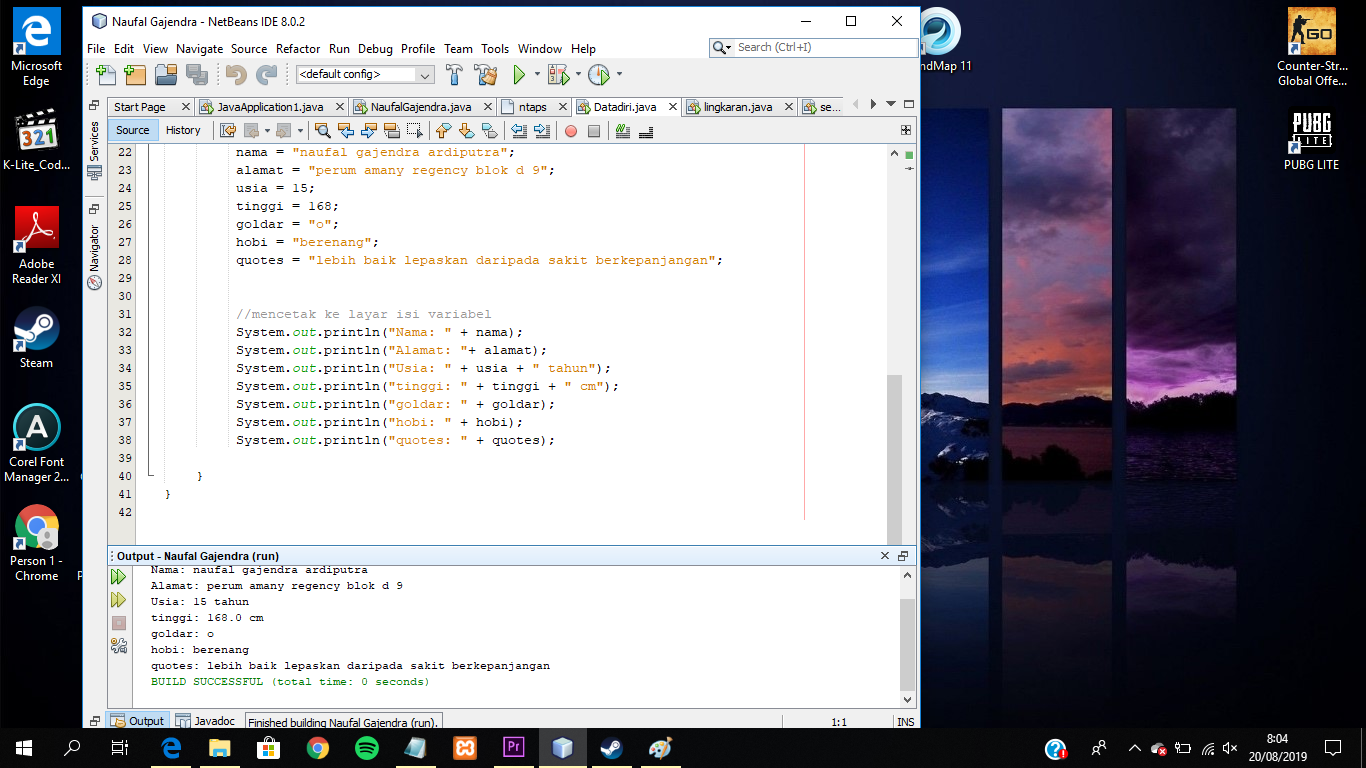 Microsoft
Edge
K-Lite_Cod...
Adobe
Reader XI
Steam
Corel Font
Manager 2...
Person 1 -
Chrome
Naufal Gajendra - NetBeans IDE 8.0.2
File Edit View Navigate Source Refactor Run Debug Profile Team Tools Window Help
Search (Ctrl+I)
<default config>
Start Page JavaApplication1.java NaufalGajendra.java ntaps Datadiri.java lingkaran.java se...
Source History
Services
Navigator
22 nama = "naufal gajendra ardiputra";
23 alamat = "perum amany regency blok d 9";
24 usia = 15;
25 tinggi = 168;
26 goldar = "o";
27 hobi = "berenang";
28 quotes = "lebih baik lepaskan daripada sakit berkepanjangan";
29
30
31 //mencetak ke layar isi variabel
32 System.out.println("Nama: " + nama);
33 System.out.println("Alamat: "+ alamat);
34 System.out.println("Usia: " + usia + " tahun");
35 System.out.println("tinggi: " + tinggi + " cm");
36 System.out.println("goldar: " + goldar);
37 System.out.println("hobi: " + hobi);
38 System.out.println("quotes: " + quotes);
39
40 }
41 }
42
Output - Naufal Gajendra (run)
Nama: naufal gajendra ardiputra
Alamat: perum amany regency blok d 9
Usia: 15 tahun
tinggi: 168.0 cm
goldar: o
hobi: berenang
quotes: lebih baik lepaskan daripada sakit berkepanjangan
BUILD SUCCESSFUL (total time: 0 seconds)
Output Javadoc Finished building Naufal Gajendra (run). 1:1 INS
ndMap 11
GO
Counter-Str...
Global Offe...
PUBG
LITE
PUBG LITE
Pr
8:04
20/08/2019